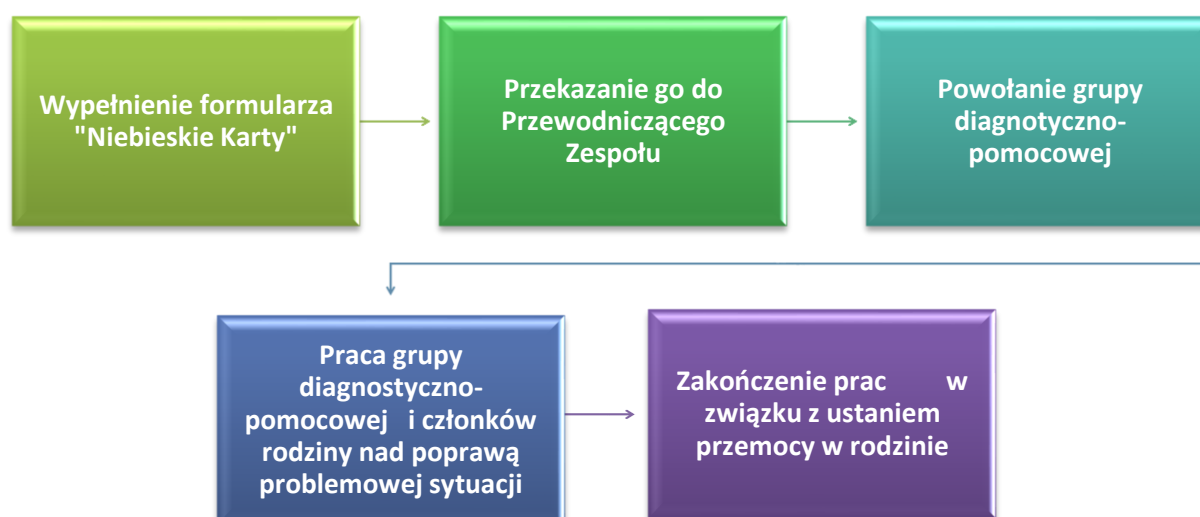 Wypełnienie formularza
"Niebieskie Karty"
Przekazanie go do
Przewodniczącego
Zespołu
Powołanie grupy
diagnotyczno-
pomocowej
Praca grupy
diagnostyczno-
pomocowej i członków
rodziny nad poprawą
problemowej sytuacji
Zakończenie prac w
związku z ustaniem
przemocy w rodzinie